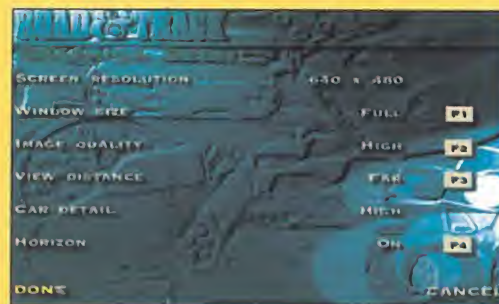 ROAD & TRACK
SCREEN RESOLUTION 640 x 480
WINDOW SIZE FULL F1
IMAGE QUALITY HIGH F2
VIEW DISTANCE FAR F3
CAR DETAIL HIGH
HORIZON ON F4
DONE CANCEL